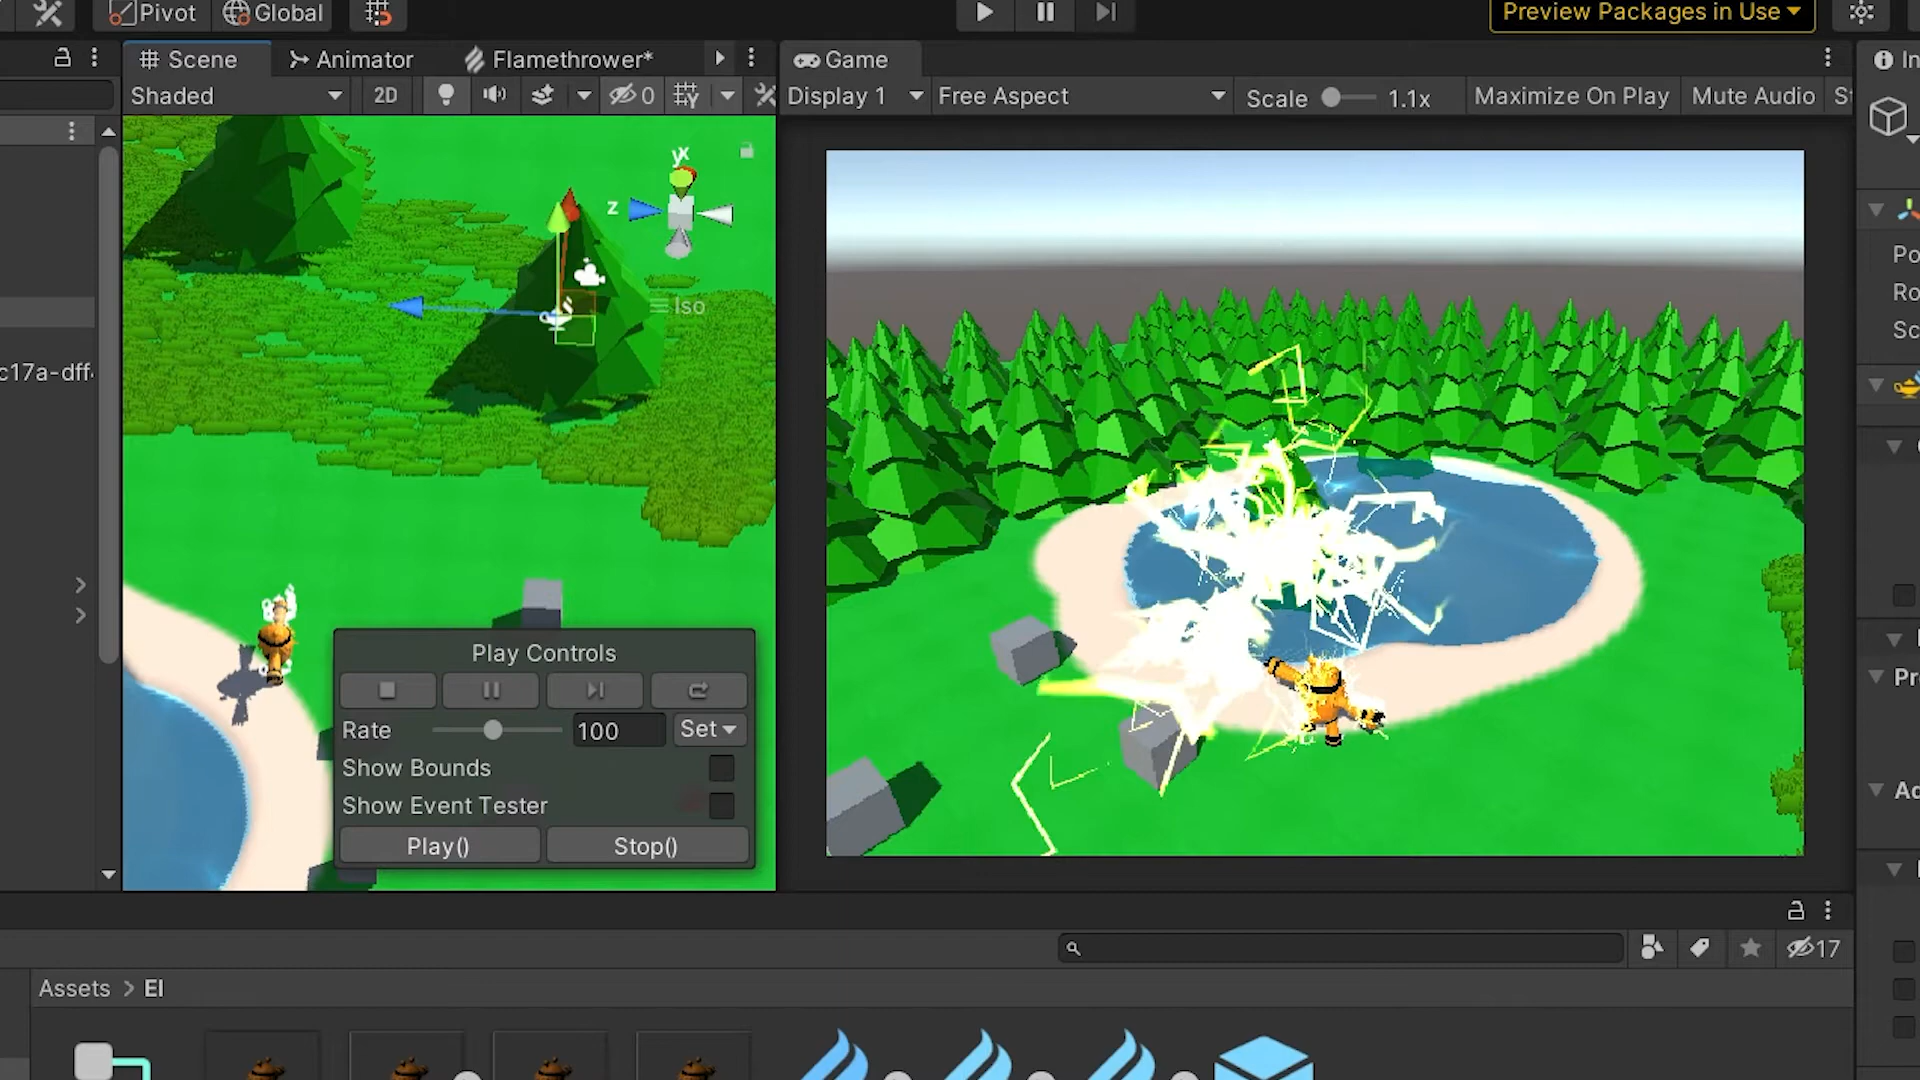 Pivot Global Preview Packages in Use
Scene Animator Flamethrower* Game
Shaded 2D 0 Display 1 Free Aspect Scale 1.1x Maximize On Play Mute Audio
y x
z
Iso
c17a-dff
Play Controls
Rate 100 Set
Show Bounds
Show Event Tester
Play() Stop()
17
Assets > El
In
Po
Ro
Sc
Pr
Ad